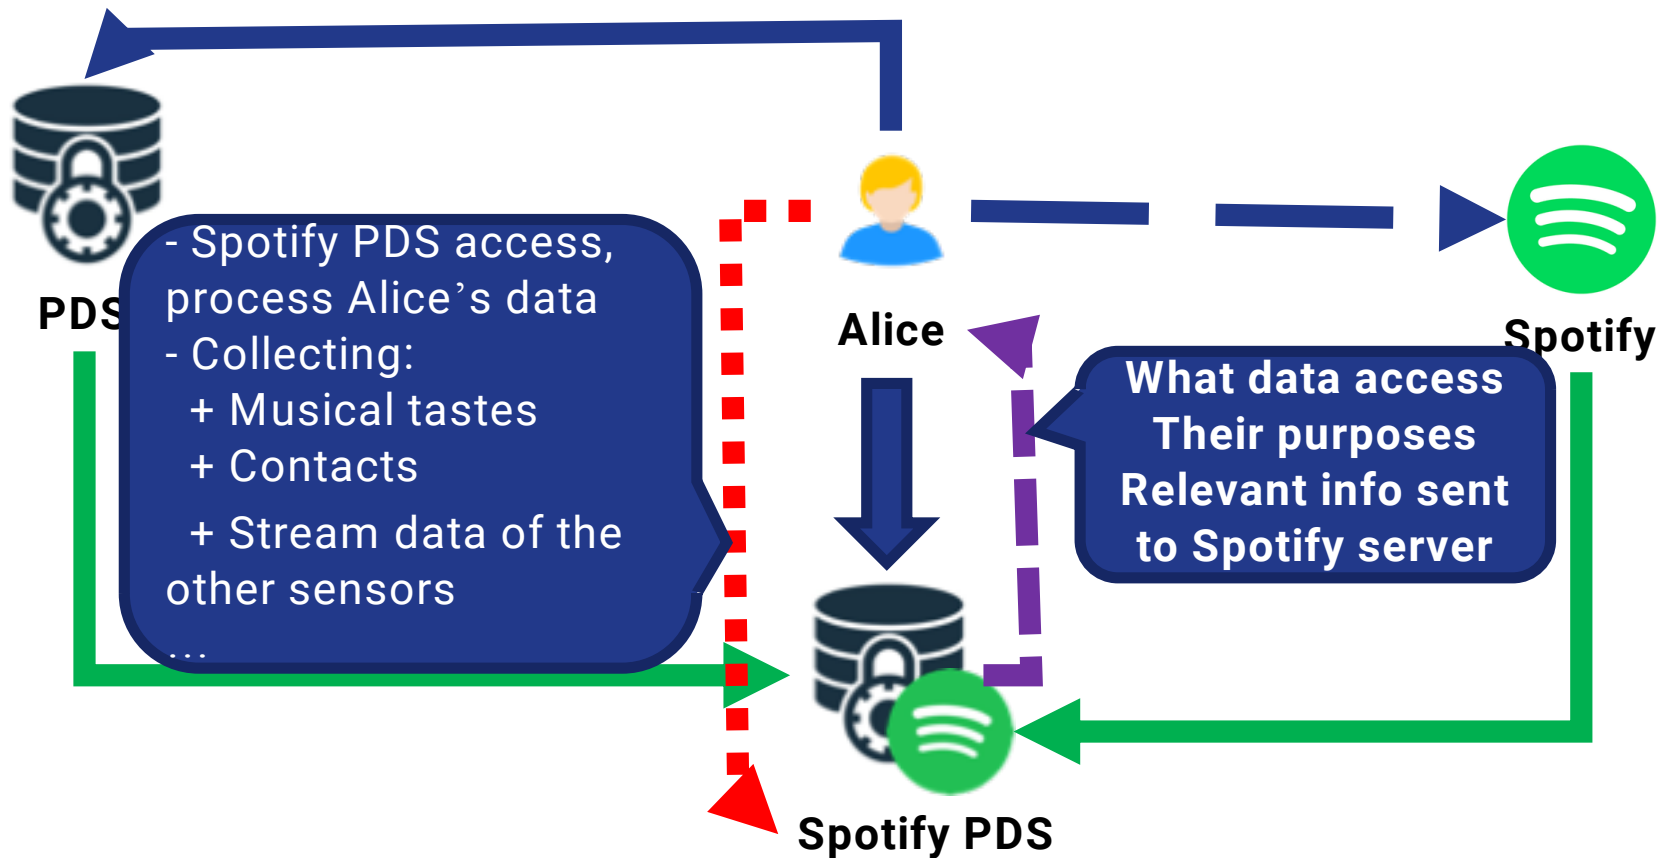 PDS
- Spotify PDS access,
process Alice’s data
- Collecting:
+ Musical tastes
+ Contacts
+ Stream data of the
other sensors
...
Alice
Spotify
What data access
Their purposes
Relevant info sent
to Spotify server
Spotify PDS